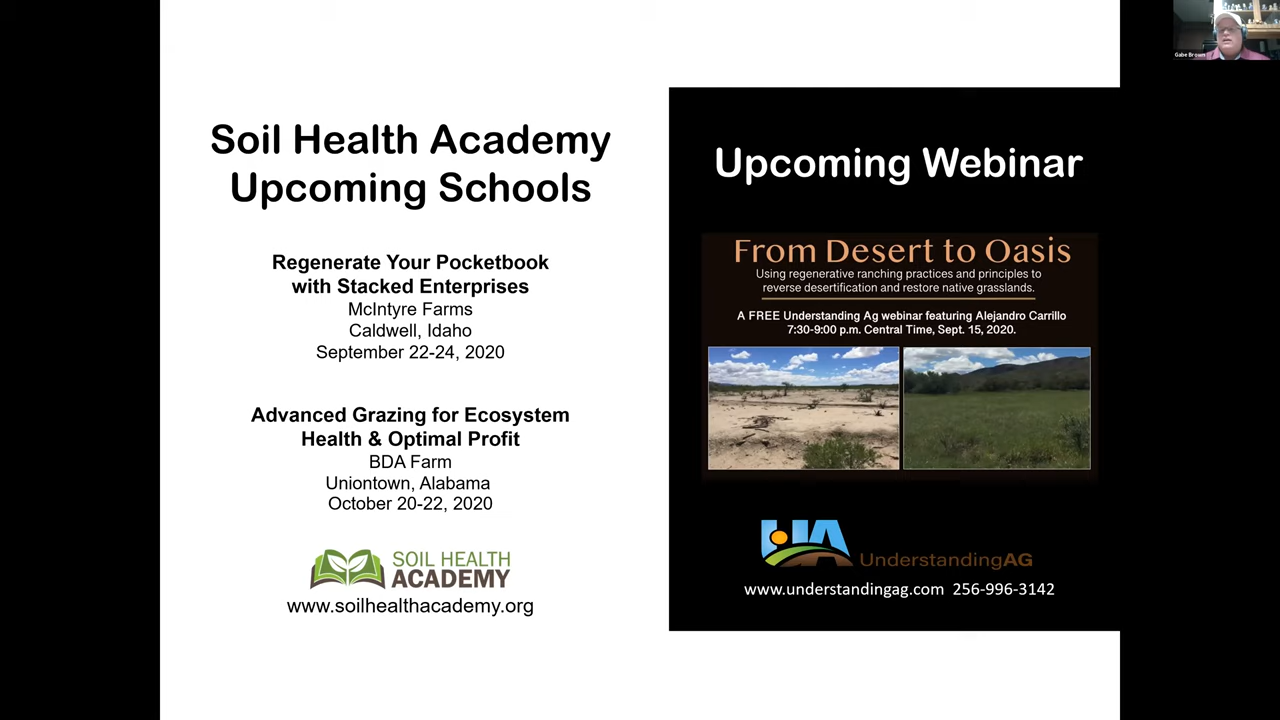 Soil Health Academy
Upcoming Schools
Regenerate Your Pocketbook
with Stacked Enterprises
McIntyre Farms
Caldwell, Idaho
September 22-24, 2020
Advanced Grazing for Ecosystem
Health & Optimal Profit
BDA Farm
Uniontown, Alabama
October 20-22, 2020
SOIL HEALTH
ACADEMY
www.soilhealthacademy.org
Upcoming Webinar
From Desert to Oasis
Using regenerative ranching practices and principles to
reverse desertification and restore native grasslands.
A FREE Understanding Ag webinar featuring Alejandro Carrillo
7:30-9:00 p.m. Central Time, Sept. 15, 2020.
UA
UnderstandingAG
www.understandingag.com 256-996-3142
Gabe Brown